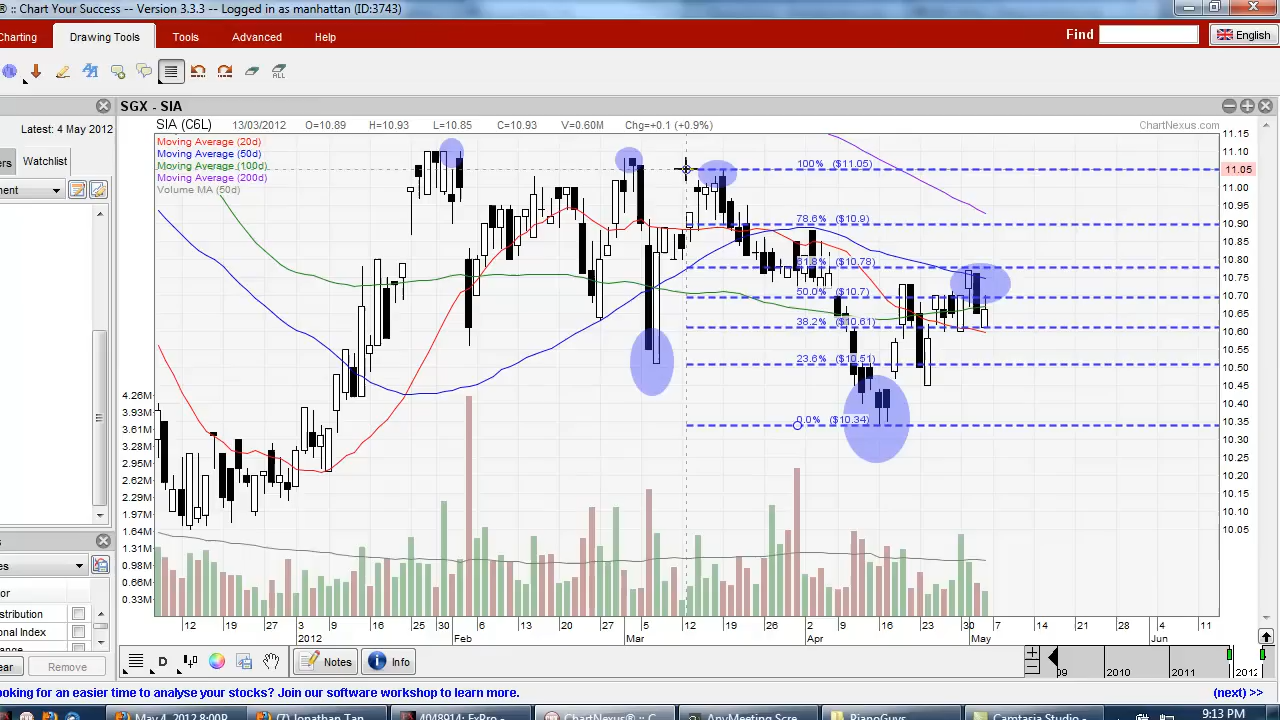 :: Chart Your Success -- Version 3.3.3 -- Logged in as manhattan (ID:3743)
Charting Drawing Tools Tools Advanced Help Find English
ALL
SGX - SIA
Latest: 4 May 2012
Watchlist
SIA (C6L) 13/03/2012 O=10.89 H=10.93 L=10.85 C=10.93 V=0.60M Chg=+0.1 (+0.9%) ChartNexus.com
Moving Average (20d)
Moving Average (50d)
Moving Average (100d)
Moving Average (200d)
Volume MA (50d)
100% ($11.05)
78.6% ($10.9)
61.8% ($10.78)
50.0% ($10.7)
38.2% ($10.61)
23.6% ($10.51)
0.0% ($10.34)
11.15
11.10
11.05
11.00
10.95
10.90
10.85
10.80
10.75
10.70
10.65
10.60
10.55
10.50
10.45
10.40
10.35
10.30
10.25
10.20
10.15
10.10
10.05
4.28M
3.93M
3.61M
3.28M
2.95M
2.62M
2.29M
1.97M
1.64M
1.31M
0.98M
0.66M
0.33M
12 19 27 3 9 16 20 30 6 13 20 27 5 12 19 26 2 9 16 23 30 7 14 21 28 4 11
2012 Feb Mar Apr May Jun
D Notes i Info
Remove
2010 2011 2012
oking for an easier time to analyse your stocks? Join our software workshop to learn more. (next) >>
May 4, 2012 8:00P (7) Jonathan Tan 4048914: FxPro - ChartNexus® :: C AnyMeeting Scre PianoGuys Camtasia Studio - 9:13 PM